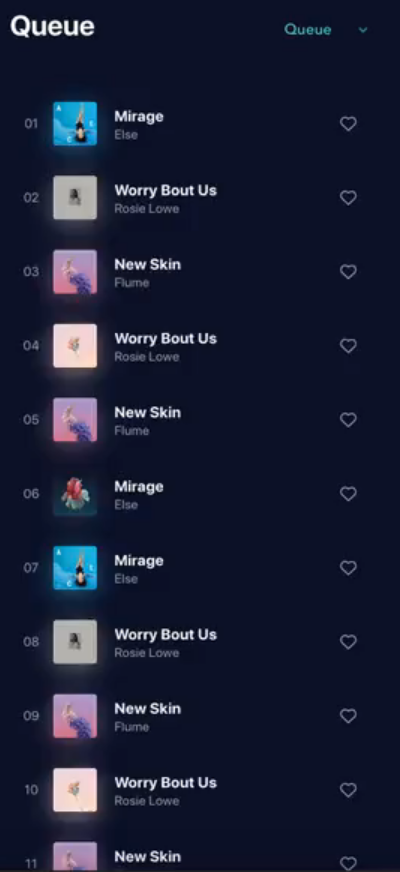 Queue
Queue
01
Mirage
Else
02
Worry Bout Us
Rosie Lowe
03
New Skin
Flume
04
Worry Bout Us
Rosie Lowe
05
New Skin
Flume
06
Mirage
Else
07
Mirage
Else
08
Worry Bout Us
Rosie Lowe
09
New Skin
Flume
10
Worry Bout Us
Rosie Lowe
11
New Skin